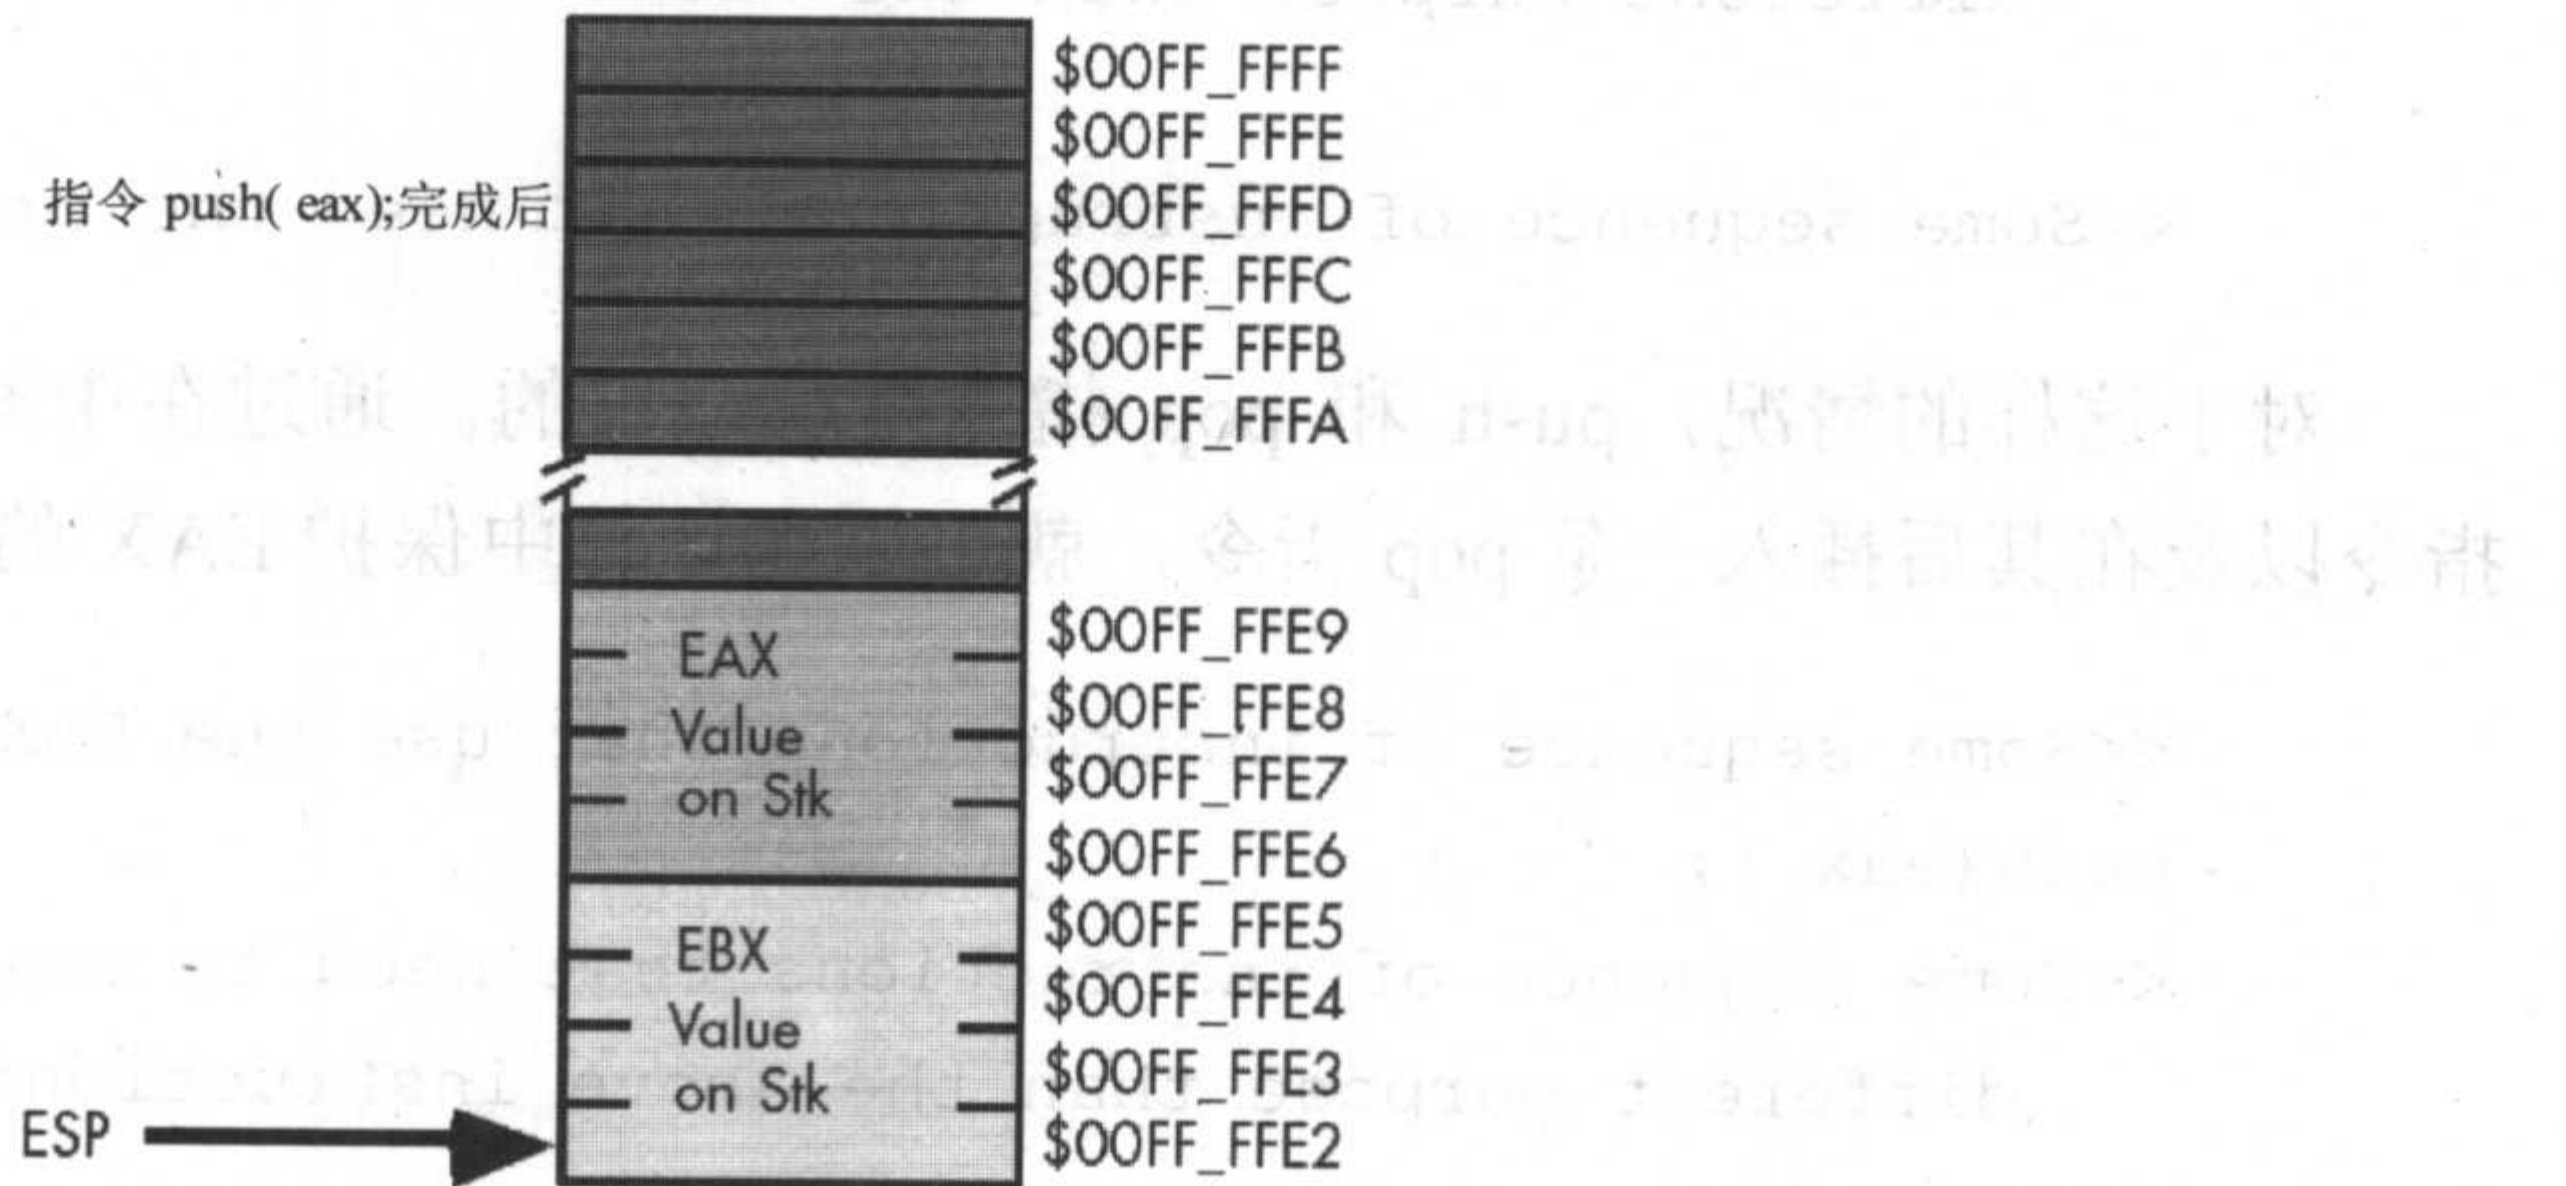 $00FF_FFFF
$00FF_FFFE
指令 push( eax);完成后
$00FF_FFFD
$00FF_FFFC
$00FF_FFFB
$00FF_FFFA
EAX
Value
on Stk
$00FF_FFE9
$00FF_FFE8
$00FF_FFE7
$00FF_FFE6
EBX
Value
on Stk
$00FF_FFE5
$00FF_FFE4
$00FF_FFE3
ESP
$00FF_FFE2